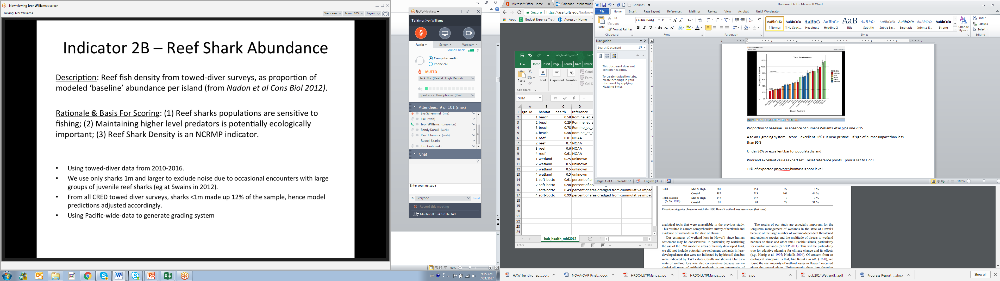 Now viewing Ivor Williams's screen
Talking: Ivor Williams
Webcams
Zoom: 76%
Layout
Indicator 2B – Reef Shark Abundance
Description: Reef fish density from towed-diver surveys, as proportion of
modeled ‘baseline’ abundance per island (from Nadon et al Cons Biol 2012).
Rationale & Basis For Scoring: (1) Reef sharks populations are sensitive to
fishing; (2) Maintaining higher level predators is potentially ecologically
important; (3) Reef Shark Density is an NCRMP indicator.
• Using towed-diver data from 2010-2016.
• We use only sharks 1m and larger to exclude noise due to occasional encounters with large
groups of juvenile reef sharks (eg at Swains in 2012).
• From all CRED towed diver surveys, sharks <1m made up 12% of the sample, hence model
predictions adjusted accordingly.
• Using Pacific-wide-data to generate grading system
GoToMeeting
Talking: Ivor Williams
Audio
Screen
Webcam
Sound Check
?
Computer audio
Phone call
MUTED
Jack Mic (Realtek High Definiti...
Speakers / Headphones (Realt...
Attendees: 9 of 101 (max)
Eva Schemmel (me)
Hal (web)
Ivor Williams (presenter)
Randy Kosaki (web)
Ray Uchimura (web)
Russell Sparks
Tim Grabowski
Chat
?
Enter your message
To: Everyone
Send
Record this meeting
Meeting ID: 942-816-349
60%
9:15 AM
7/24/2017
Microsoft Office Home
Calendar - eschemmel
Secure
https://ase.tufts.edu/biology,
Apps
Budget Expense Trac
Agresso - Home
hab_health_mhi2...
Eva S
File
Home
Insert
Page L
Formu
Data
Review
Paste
Font
Alignment
Number
Cond
Form
Cell S
Clipboard
SUM
fx
=
A B C D
1 rgn_id habitat health reference
2 1 beach 0.58 Romine_et_a
3 2 beach 0.29 Romine_et_a
4 3 beach 0.78 Romine_et_a
5 4 beach 0.56 Romine_et_a
6 1 reef 0.81 NOAA
7 2 reef 0.7 NOAA
8 3 reef 0.6 NOAA
9 4 reef 0.61 NOAA
10 1 wetland 0.25 unknown
11 2 wetland 0.5 unknown
12 3 wetland 0.5 unknown
13 4 wetland 0.5 unknown
14 1 soft-botto 0.61 percent of ar
15 2 soft-botto 0.98 percent of ar
16 3 soft-botto 0.49 percent of area dredged from cummulative impac
17 4 soft-botto 0.99 percent of area dredged from cummulative impac
18
19
20
21
22
23
24
hab_health_mhi2017
Enter
100%
Gridlines
Document373 - Microsoft Word
File
Home
Insert
Page Layout
References
Mailings
Review
View
Acrobat
Unit4 Worderator
Paste
Cut
Copy
Format Painter
Clipboard
Calibri (Body)
11
Font
Paragraph
AaBbCcDc
¶ Normal
¶ No Spaci...
Heading 1
Heading 2
Title
Subtitle
Subtle Em...
Emphasis
Intense E...
Strong
Styles
Change
Styles
Find
Replace
Select
Editing
Navigation
Search Document
This document does not
contain headings.
To create navigation tabs,
create headings in your
document by applying
Heading Styles.
Total Fish Biomass
Proportion of Baseline
120%
100%
80%
60%
40%
20%
0%
Excellent
Poor
REGION
MARIAN
MHI
NWHI
PRIAs
SAMOA
Report Card Unit
Proportion of baseline – in absence of humans Williams et al plos one 2015
A to an E grading system – score – excellent 90% > is near pristine – if sign of human impact than less
than 90%
Under 80% or excellent bar for populated island
Poor and excellent values expert set – reset reference points – poor is set to E or F
10% of expected piscivores biomass is poor level
Page: 1 of 1
Words: 67
English (U.S.)
100%
Total Mid & High 881 854 27 3 %
Coastal 382 213 169 44 %
Total, Kosaka Mid & High 147 147 0 0 %
(in litt. 1990) Coastal 91 63 28 31 %
Elevation categories chosen to match the 1990 Hawai‘i wetland loss assessment (last rows)
analytical tools that were unavailable in the previous study.
This resulted in a more comprehensive survey of wetlands and
evidence of wetlands in the state of Hawai‘i.
Our estimates of wetland loss in Hawai‘i since human
settlement may be conservative. In particular, by restricting
the use of the TWI model to areas of heavily developed land,
we did not include potential pre-settlement wetlands in less-
developed areas that were not indicated by hydric soil data but
were indicated by TWI values (results not shown). Our esti-
mate of wetland loss was also conservative because we in-
cluded all types of artificial wetlands in our inventories of
The results of our study are especially important for the
long-term management of wetlands in the state of Hawai‘i
because of the large number of wetland-dependent threatened
and endemic species and the multitude of threats to wetland
habitats on these and other small Pacific islands, particularly
for coastal wetlands (SPREP 2011). This will be particularly
true for adaptive planning for climate change and its effects
(e.g., Hartig et al. 1997; Nicholls 2004). Of concern from an
ecological standpoint is that, like Kosaka in litt. (1990), we
found the vast majority of wetland losses in Hawai‘i occurred
along the coastal plains. Unfortunately, these low-elevation
HAW_benthic_rep....pp...
NOAA-DAR Final....docx
HRDC-LUTPManua....pdf
HRDC-LUTPManua....pdf
s.pdf
pub2014Wetlandl....pdf
Progress Report_....docx
Show all